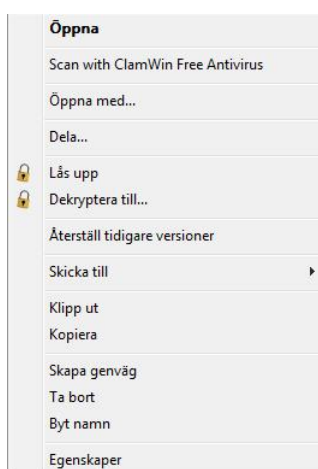 Öppna
Scan with ClamWin Free Antivirus
Öppna med...
Dela...
Lås upp
Dekryptera till...
Återställ tidigare versioner
Skicka till
Klipp ut
Kopiera
Skapa genväg
Ta bort
Byt namn
Egenskaper